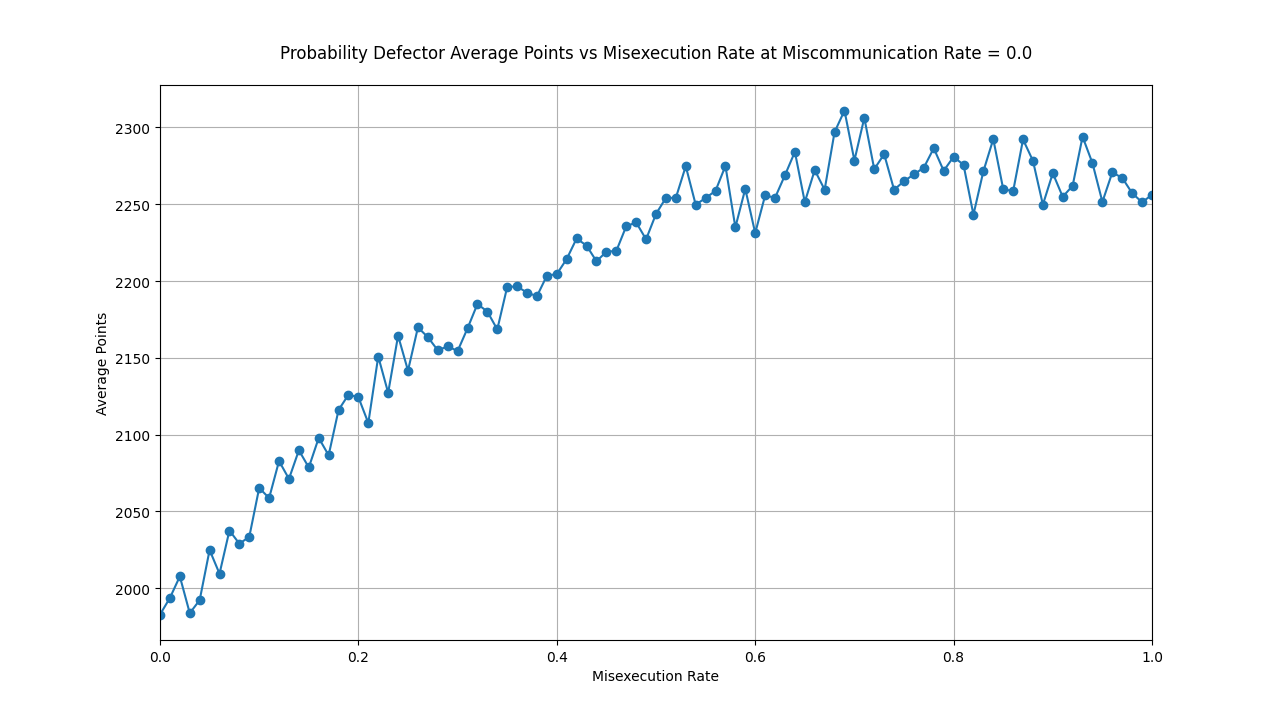 Probability Defector Average Points vs Misexecution Rate at Miscommunication Rate = 0.0
2300
2250
2200
2150
2100
2050
2000
Average Points
0.0 0.2 0.4 0.6 0.8 1.0
Misexecution Rate